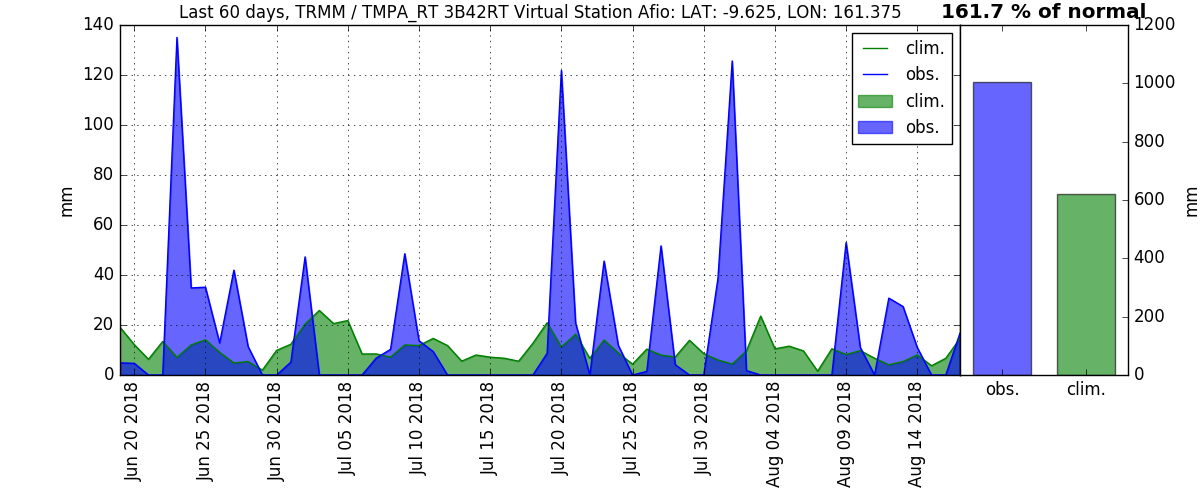 Last 60 days, TRMM / TMPA_RT 3B42RT Virtual Station Afio: LAT: -9.625, LON: 161.375
161.7 % of normal
140
120
100
80
60
40
20
0
mm
clim.
obs.
clim.
obs.
Jun 20 2018
Jun 25 2018
Jun 30 2018
Jul 05 2018
Jul 10 2018
Jul 15 2018
Jul 20 2018
Jul 25 2018
Jul 30 2018
Aug 04 2018
Aug 09 2018
Aug 14 2018
1200
1000
800
600
400
200
0
mm
obs.
clim.